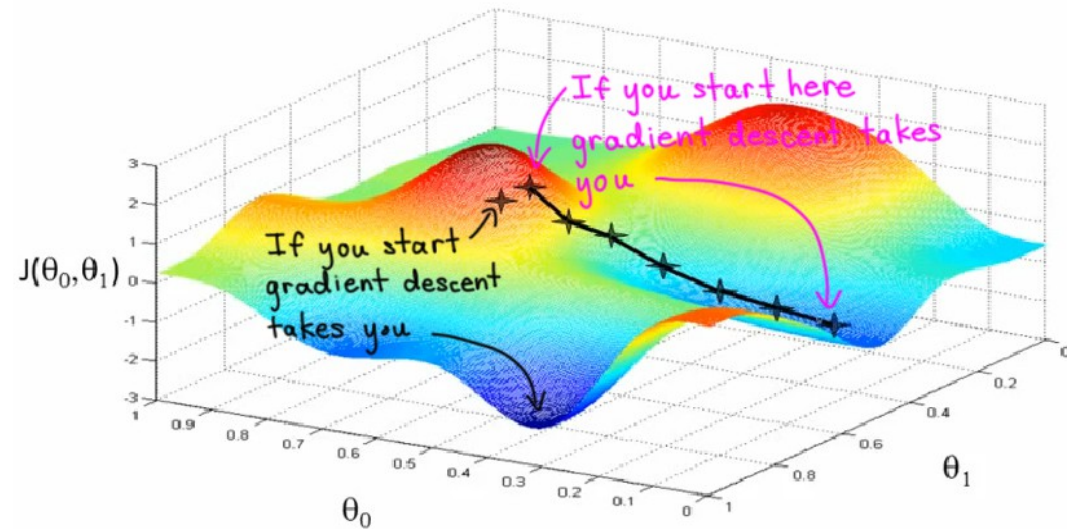 If you start here
gradient descent takes
you
If you start
gradient descent
takes you
J(θ₀,θ₁)
3
2
1
0
-1
-2
-3
1
0.9
0.8
0.7
0.6
0.5
0.4
0.3
0.2
0.1
0
θ₀
1
0.8
0.6
0.4
0.2
0
θ₁